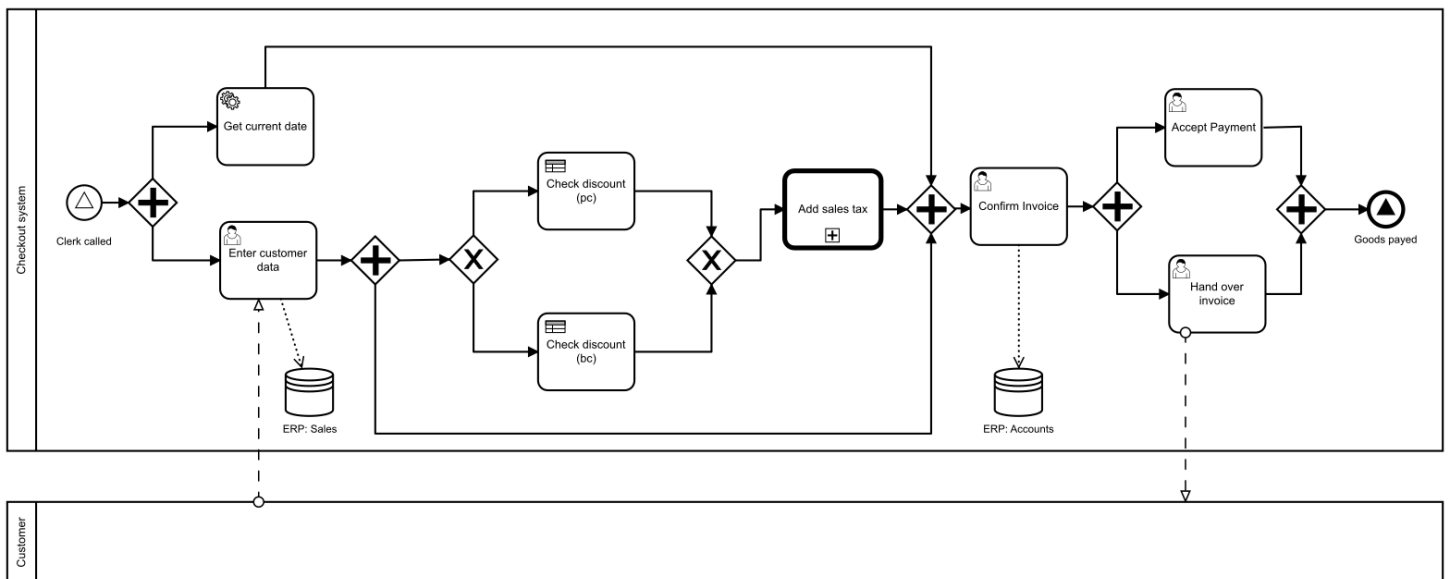 Checkout system
Clerk called
Get current date
Enter customer
data
ERP: Sales
Check discount
(pc)
Check discount
(bc)
X
X
Add sales tax
Confirm Invoice
ERP: Accounts
Accept Payment
Hand over
invoice
Goods payed
Customer